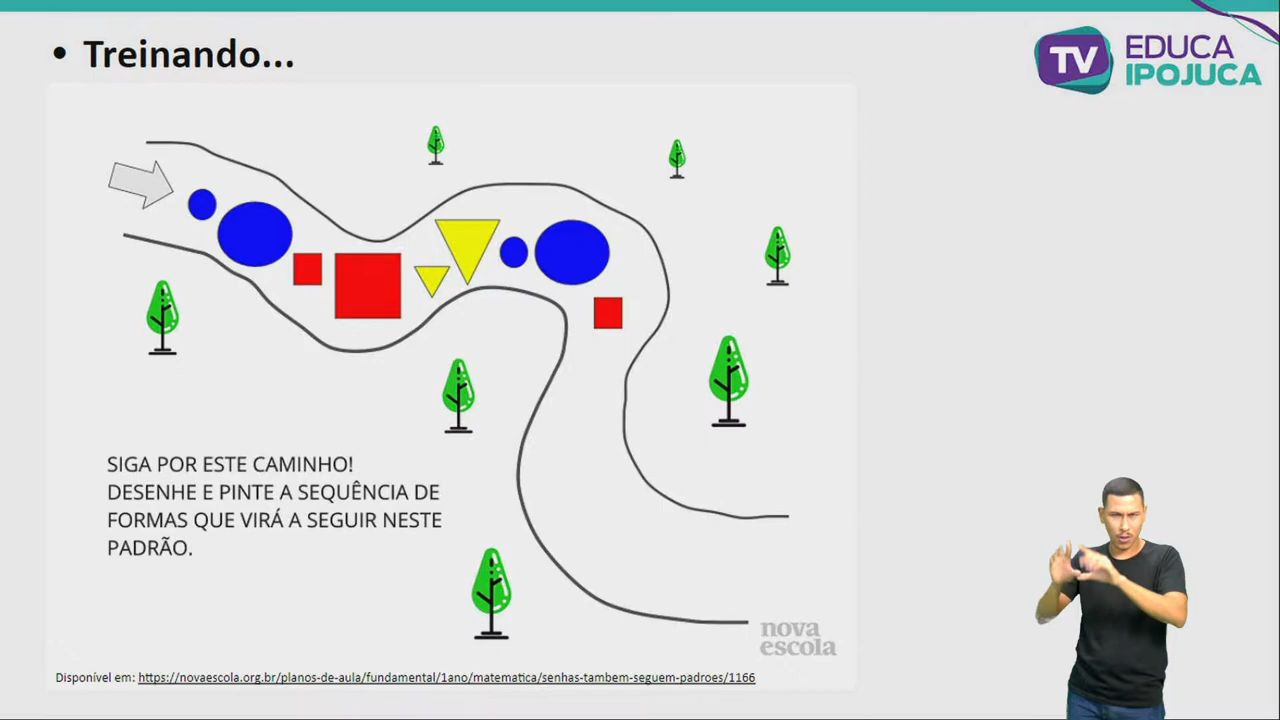 • Treinando...
TV EDUCA
IPOJUCA
SIGA POR ESTE CAMINHO!
DESENHE E PINTE A SEQUÊNCIA DE
FORMAS QUE VIRÁ A SEGUIR NESTE
PADRÃO.
nova
escola
Disponível em: https://novaescola.org.br/planos-de-aula/fundamental/1ano/matematica/senhas-tambem-seguem-padroes/1166